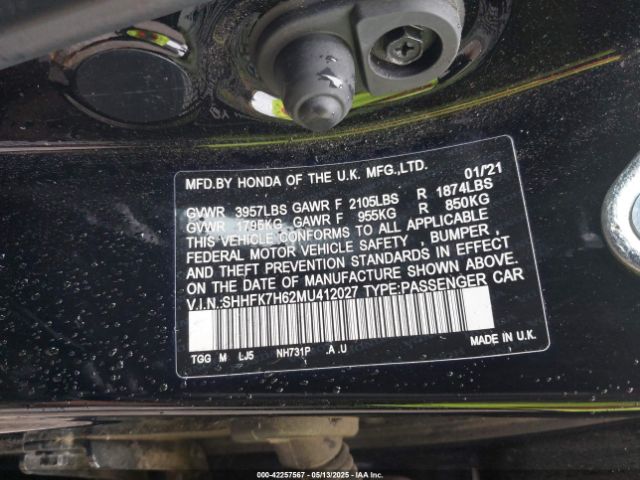 MFD.BY HONDA OF THE U.K. MFG.,LTD. 01/'21
GVWR 3957LBS GAWR F 2105LBS R 1874LBS
GVWR 1795KG GAWR F 955KG R 850KG
THIS VEHICLE CONFORMS TO ALL APPLICABLE
FEDERAL MOTOR VEHICLE SAFETY , BUMPER ,
AND THEFT PREVENTION STANDARDS IN EFFECT
ON THE DATE OF MANUFACTURE SHOWN ABOVE.
V.I.N.:SHHFK7H62MU412027 TYPE:PASSENGER CAR
TGG M LJ5 NH731P .A.U MADE IN U.K.
000-42257567 - 05/13/2025 - Copyright IAA, Inc.